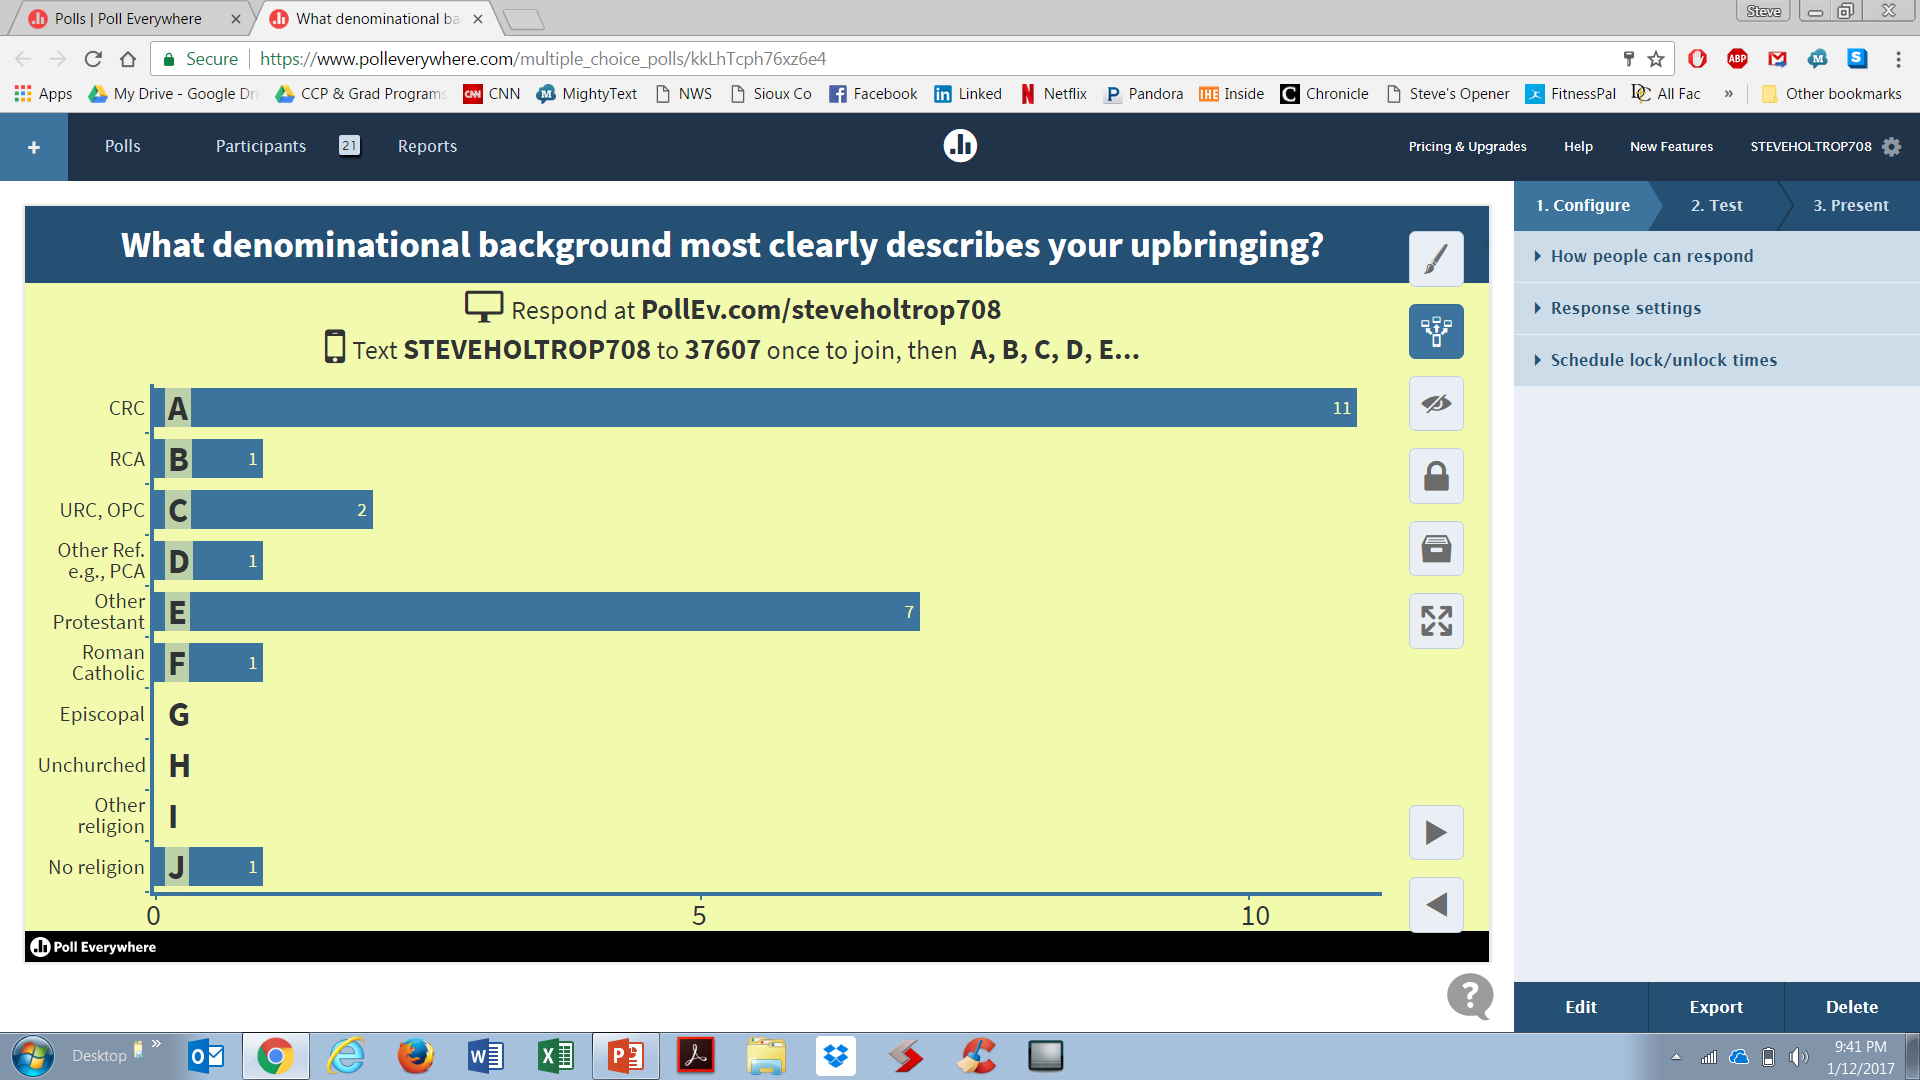 Polls | Poll Everywhere
What denominational ba
Steve
Secure
https://www.polleverywhere.com/multiple_choice_polls/kkLhTcph76xz6e4
ABP
M
S
Apps
My Drive - Google Dri
CCP & Grad Programs
CNN
MightyText
NWS
Sioux Co
Facebook
Linked
Netflix
Pandora
Inside
Chronicle
Steve's Opener
FitnessPal
All Fac
»
Other bookmarks
+
Polls
Participants
21
Reports
Pricing & Upgrades
Help
New Features
STEVEHOLTROP708
1. Configure
2. Test
3. Present
How people can respond
Response settings
Schedule lock/unlock times
What denominational background most clearly describes your upbringing?
Respond at PollEv.com/steveholtrop708
Text STEVEHOLTROP708 to 37607 once to join, then A, B, C, D, E...
CRC A 11
RCA B 1
URC, OPC C 2
Other Ref.
e.g., PCA D 1
Other
Protestant E 7
Roman
Catholic F 1
Episcopal G
Unchurched H
Other
religion I
No religion J 1
0 5 10
Poll Everywhere
?
Edit
Export
Delete
Desktop
»
9:41 PM
1/12/2017